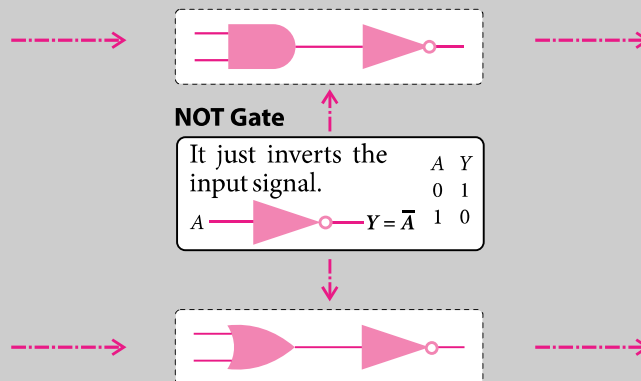 NOT Gate
It just inverts the
input signal.
A Y
0 1
1 0
A
Y = A̅